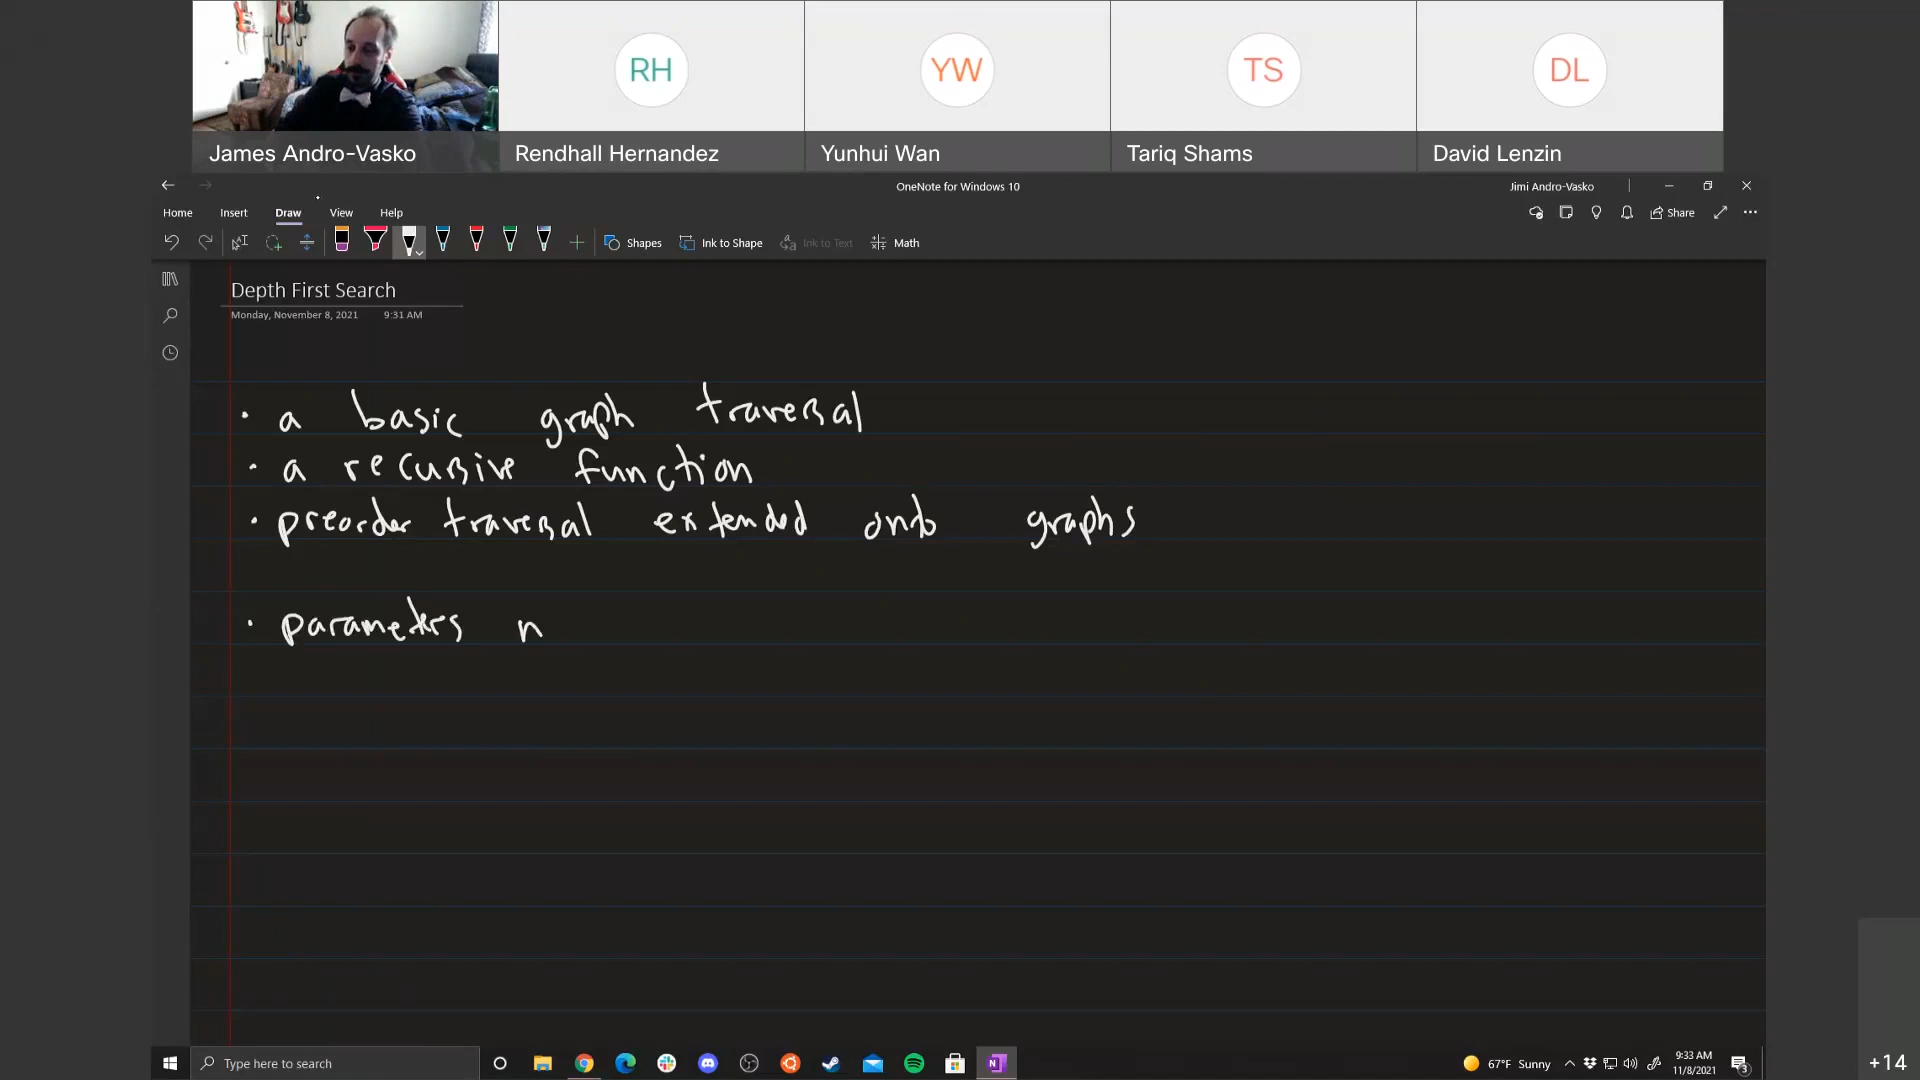 RH
YW
TS
DL
James Andro-Vasko
Rendhall Hernandez
Yunhui Wan
Tariq Shams
David Lenzin
OneNote for Windows 10
Jimi Andro-Vasko
Home Insert Draw View Help
Share
Shapes
Ink to Shape
Ink to Text
Math
Depth First Search
Monday, November 8, 2021 9:31 AM
• a basic graph traversal
• a recursive function
• preorder traversal extended onto graphs
• parameters n
Type here to search
67°F Sunny
9:33 AM
11/8/2021
3
+14